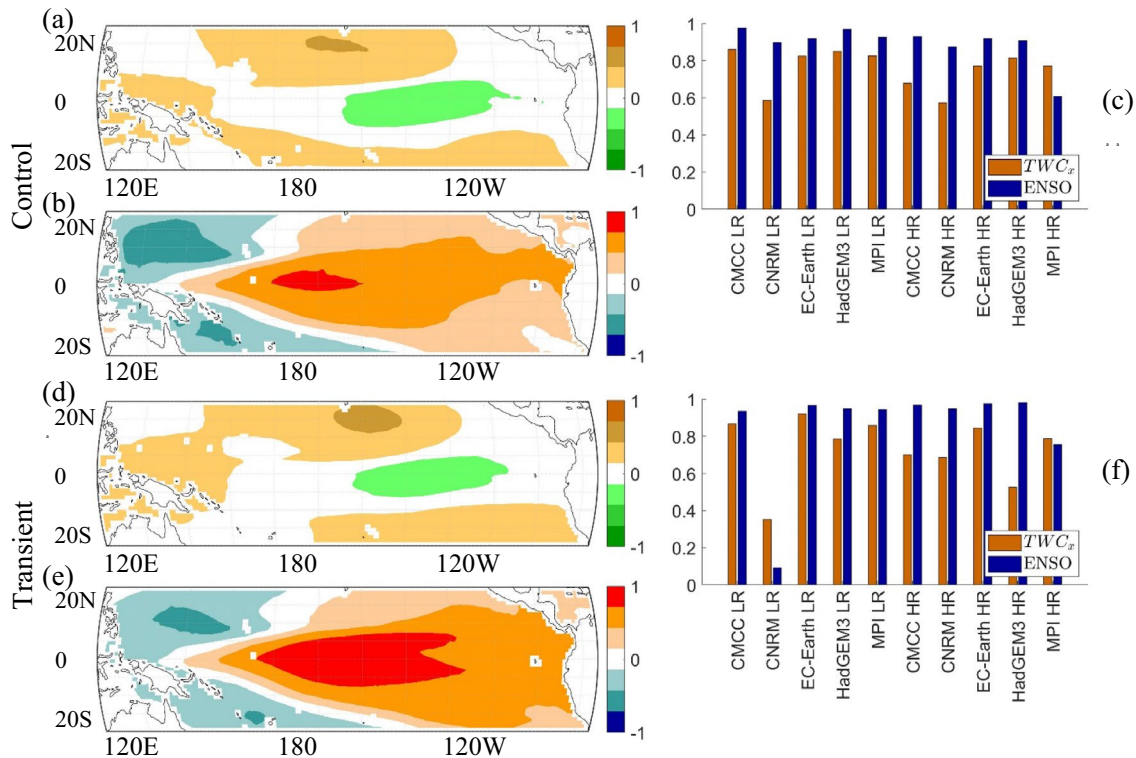 (a)
20N
0
20S
120E 180 120W
1
0
-1
Control
(b)
20N
0
20S
120E 180 120W
1
0
-1
(c)
1
0.8
0.6
0.4
0.2
0
TWCx
ENSO
CMCC LR
CNRM LR
EC-Earth LR
HadGEM3 LR
MPI LR
CMCC HR
CNRM HR
EC-Earth HR
HadGEM3 HR
MPI HR
(d)
20N
0
20S
120E 180 120W
1
0
-1
Transient
(e)
20N
0
20S
120E 180 120W
1
0
-1
(f)
1
0.8
0.6
0.4
0.2
0
TWCx
ENSO
CMCC LR
CNRM LR
EC-Earth LR
HadGEM3 LR
MPI LR
CMCC HR
CNRM HR
EC-Earth HR
HadGEM3 HR
MPI HR